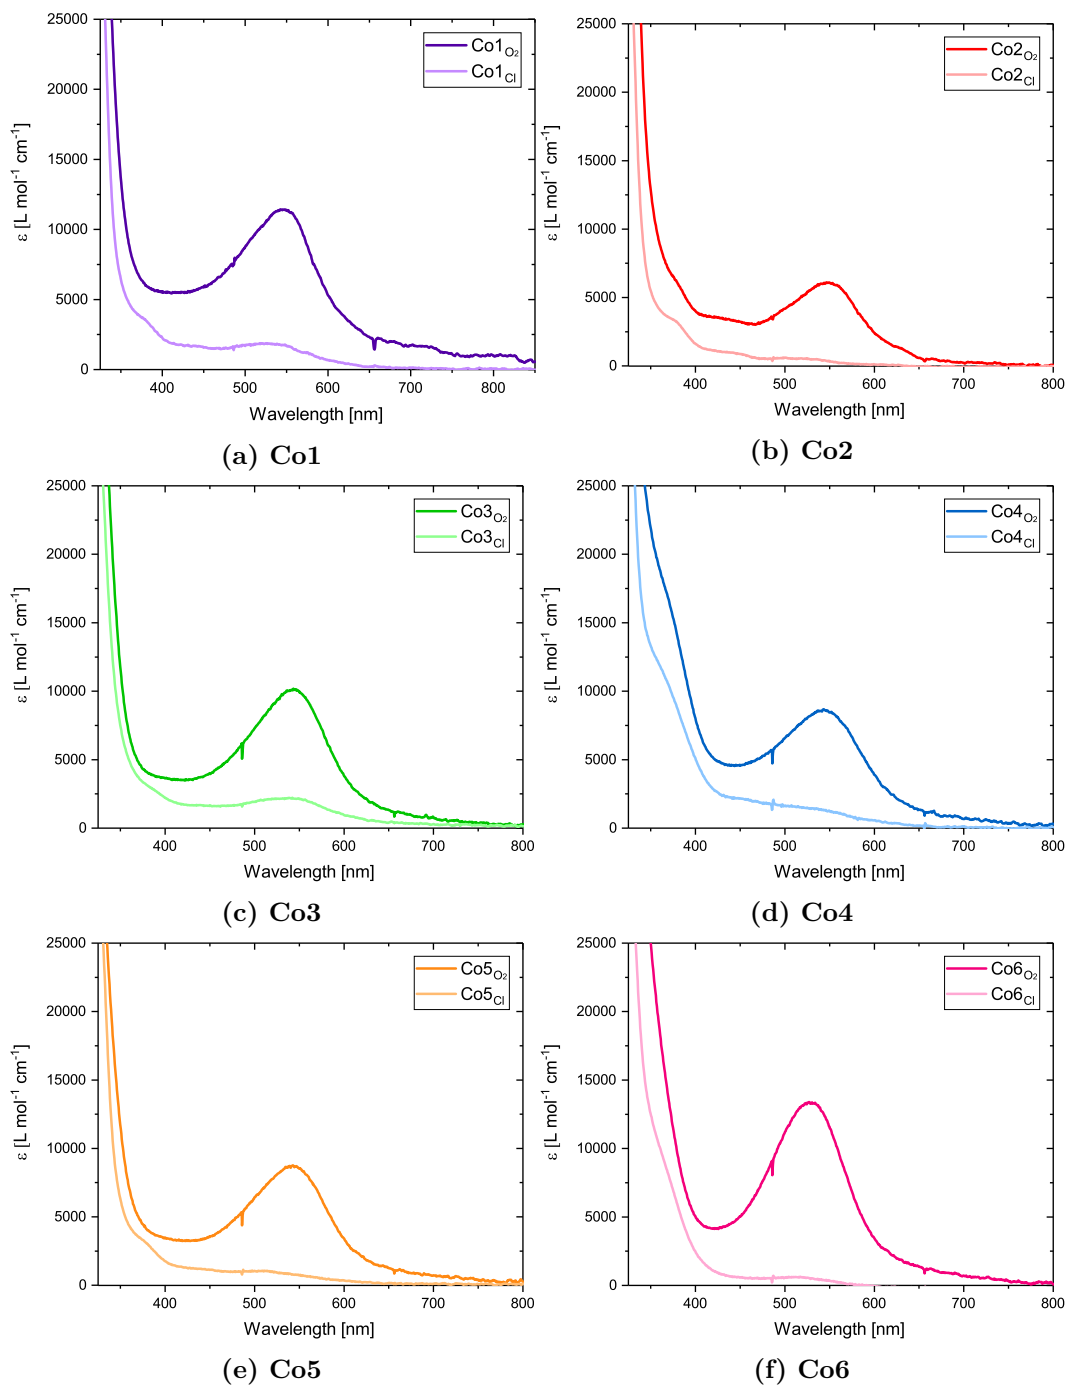 25000
20000
15000
10000
5000
0
ε [L mol⁻¹ cm⁻¹]
Co1O₂
Co1Cl
400 500 600 700 800
Wavelength [nm]
(a) Co1
25000
20000
15000
10000
5000
0
ε [L mol⁻¹ cm⁻¹]
Co2O₂
Co2Cl
400 500 600 700 800
Wavelength [nm]
(b) Co2
25000
20000
15000
10000
5000
0
ε [L mol⁻¹ cm⁻¹]
Co3O₂
Co3Cl
400 500 600 700 800
Wavelength [nm]
(c) Co3
25000
20000
15000
10000
5000
0
ε [L mol⁻¹ cm⁻¹]
Co4O₂
Co4Cl
400 500 600 700 800
Wavelength [nm]
(d) Co4
25000
20000
15000
10000
5000
0
ε [L mol⁻¹ cm⁻¹]
Co5O₂
Co5Cl
400 500 600 700 800
Wavelength [nm]
(e) Co5
25000
20000
15000
10000
5000
0
ε [L mol⁻¹ cm⁻¹]
Co6O₂
Co6Cl
400 500 600 700 800
Wavelength [nm]
(f) Co6